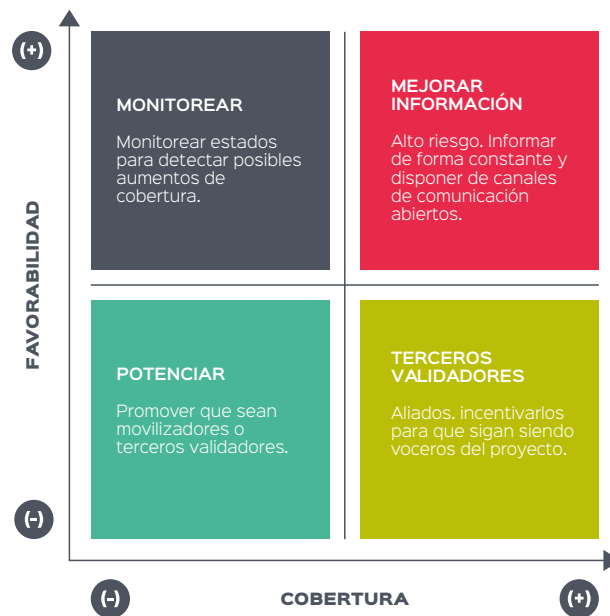 (+)
MONITOREAR
Monitorear estados
para detectar posibles
aumentos de
cobertura.
MEJORAR
INFORMACIÓN
Alto riesgo. Informar
de forma constante y
disponer de canales
de comunicación
abiertos.
FAVORABILIDAD
POTENCIAR
Promover que sean
movilizadores o
terceros validadores.
TERCEROS
VALIDADORES
Aliados. incentivarlos
para que sigan siendo
voceros del proyecto.
(-)
(-)
COBERTURA
(+)